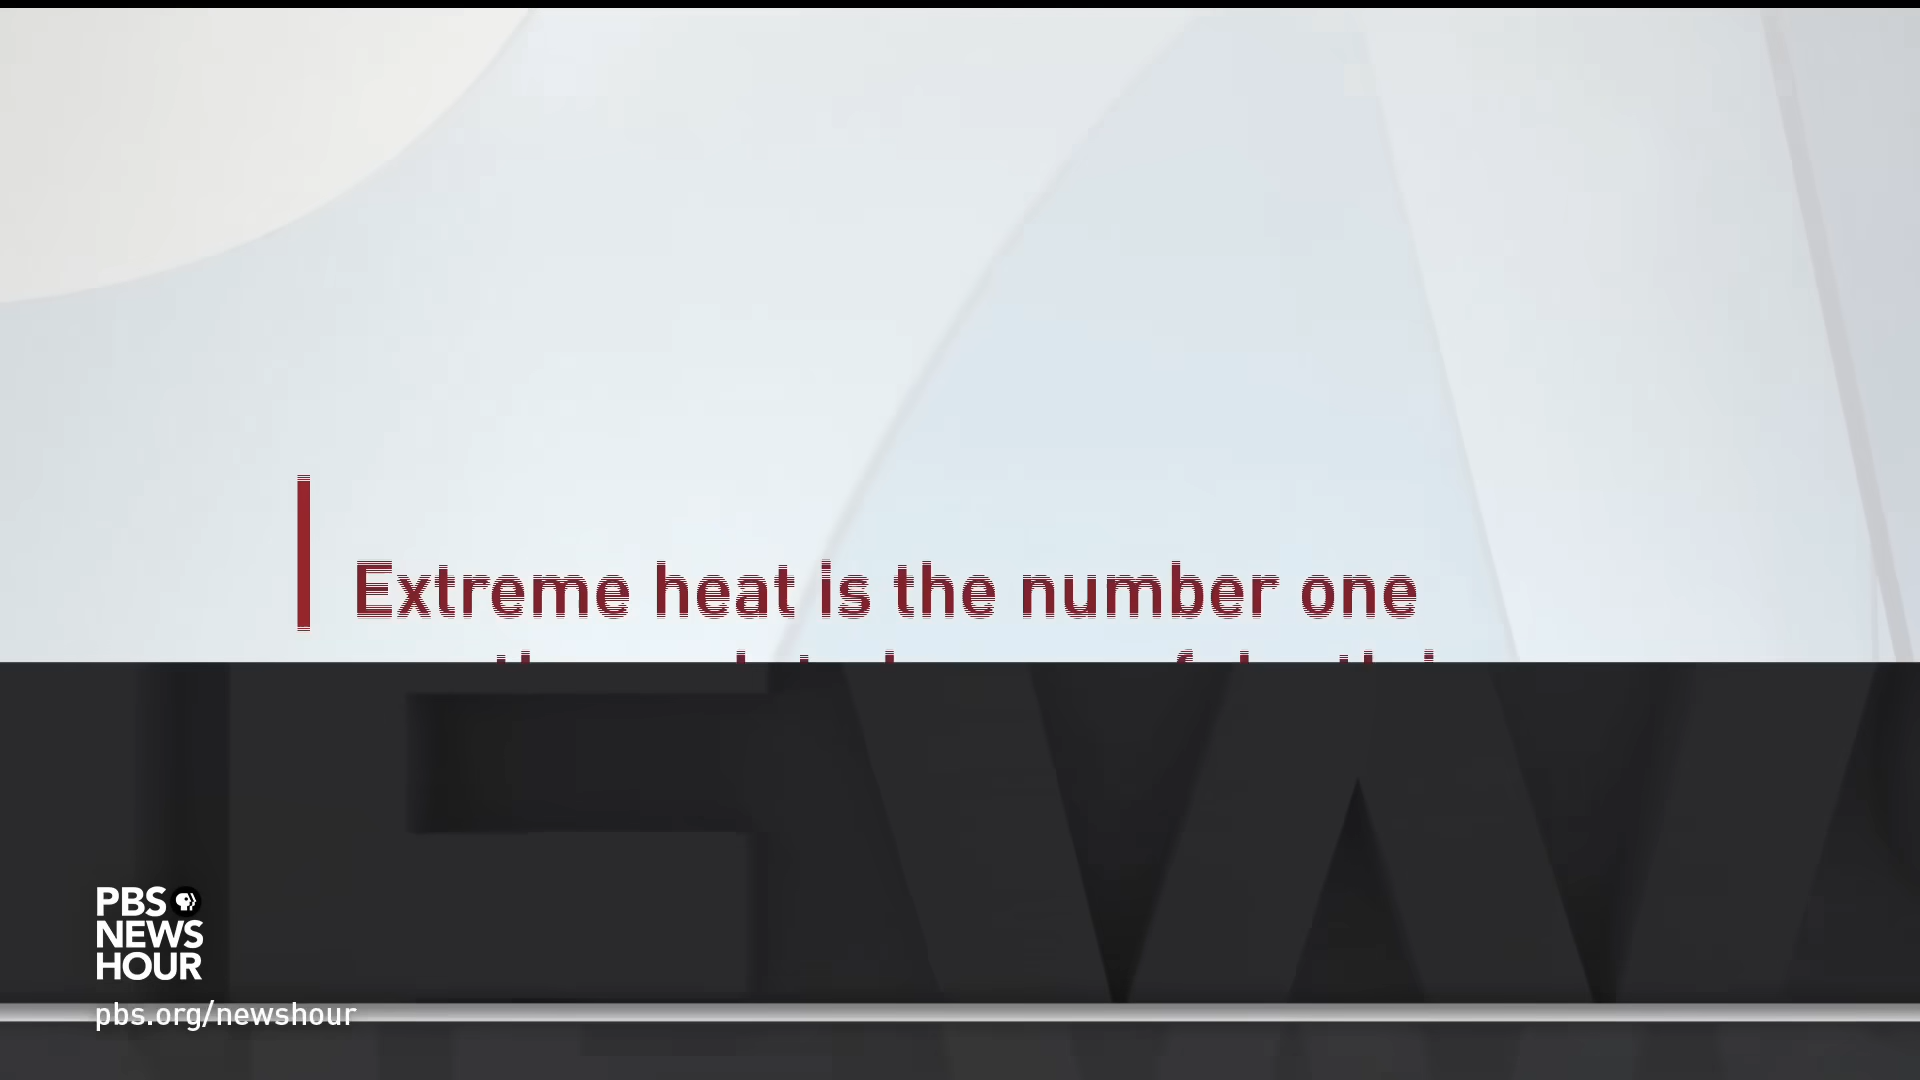 Extreme heat is the number one
PBS
NEWS
HOUR
pbs.org/newshour